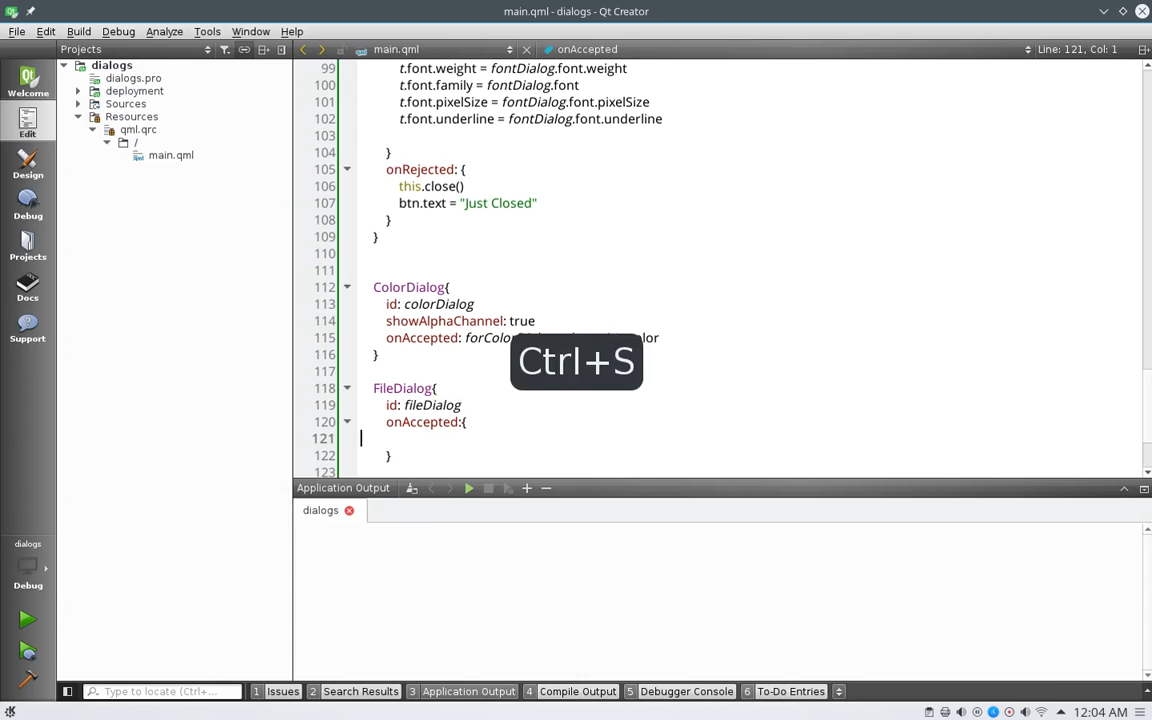 main.qml - dialogs - Qt Creator
File Edit Build Debug Analyze Tools Window Help
Projects main.qml onAccepted Line: 121, Col: 1
Welcome
Edit
Design
Debug
Projects
Docs
Support
dialogs
Debug
dialogs
dialogs.pro
deployment
Sources
Resources
qml.qrc
/
main.qml
99 t.font.weight = fontDialog.font.weight
100 t.font.family = fontDialog.font
101 t.font.pixelSize = fontDialog.font.pixelSize
102 t.font.underline = fontDialog.font.underline
103
104 }
105 onRejected: {
106 this.close()
107 btn.text = "Just Closed"
108 }
109 }
110
111
112 ColorDialog{
113 id: colorDialog
114 showAlphaChannel: true
115 onAccepted: forColor
116 }
117
118 FileDialog{
119 id: fileDialog
120 onAccepted:{
121
122 }
123
Ctrl+S
Application Output
dialogs
Type to locate (Ctrl+... 1 Issues 2 Search Results 3 Application Output 4 Compile Output 5 Debugger Console 6 To-Do Entries
12:04 AM